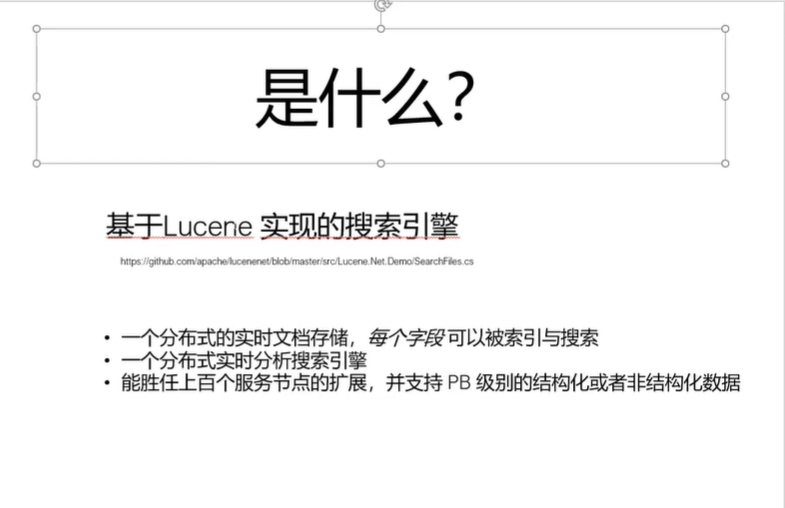 是什么？
基于Lucene 实现的搜索引擎
https://github.com/apache/lucenenet/blob/master/src/Lucene.Net.Demo/SearchFiles.cs
• 一个分布式的实时文档存储，每个字段 可以被索引与搜索
• 一个分布式实时分析搜索引擎
• 能胜任上百个服务节点的扩展，并支持 PB 级别的结构化或者非结构化数据